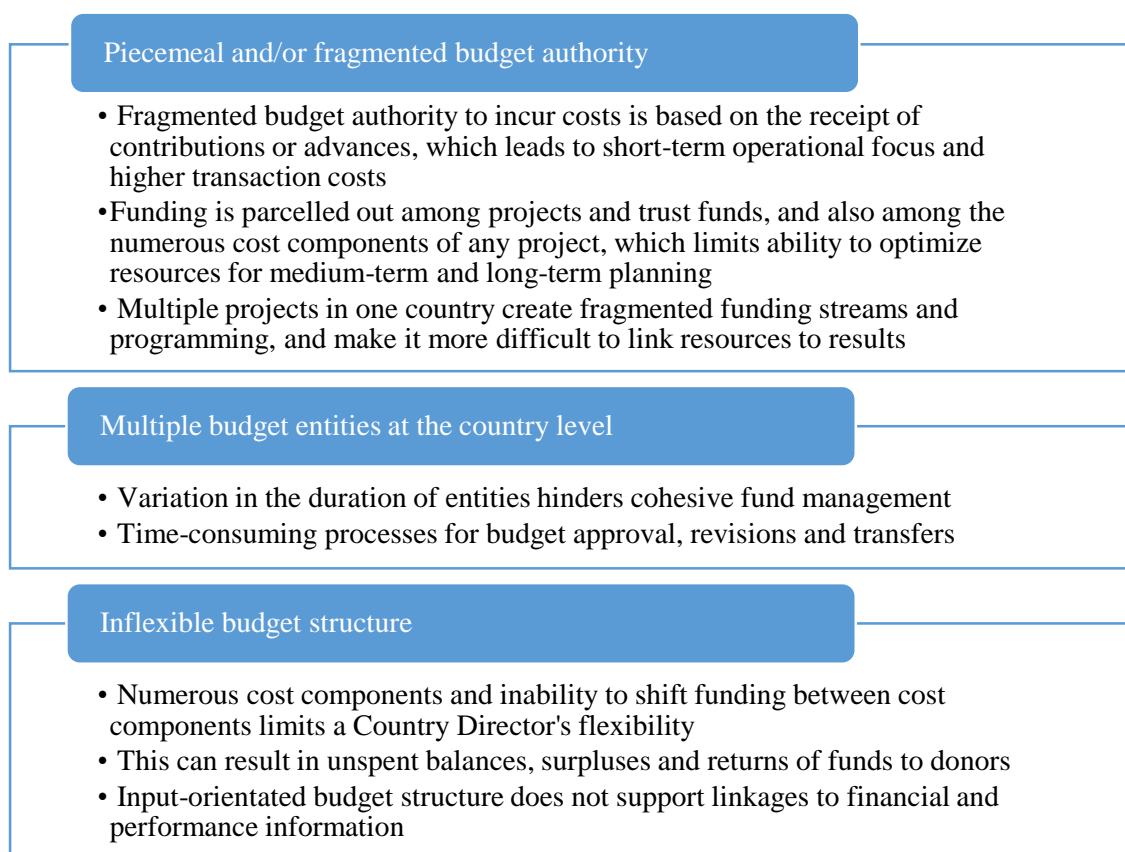 Piecemeal and/or fragmented budget authority
• Fragmented budget authority to incur costs is based on the receipt of
contributions or advances, which leads to short-term operational focus and
higher transaction costs
•Funding is parcelled out among projects and trust funds, and also among the
numerous cost components of any project, which limits ability to optimize
resources for medium-term and long-term planning
• Multiple projects in one country create fragmented funding streams and
programming, and make it more difficult to link resources to results
Multiple budget entities at the country level
• Variation in the duration of entities hinders cohesive fund management
• Time-consuming processes for budget approval, revisions and transfers
Inflexible budget structure
• Numerous cost components and inability to shift funding between cost
components limits a Country Director's flexibility
• This can result in unspent balances, surpluses and returns of funds to donors
• Input-orientated budget structure does not support linkages to financial and
performance information